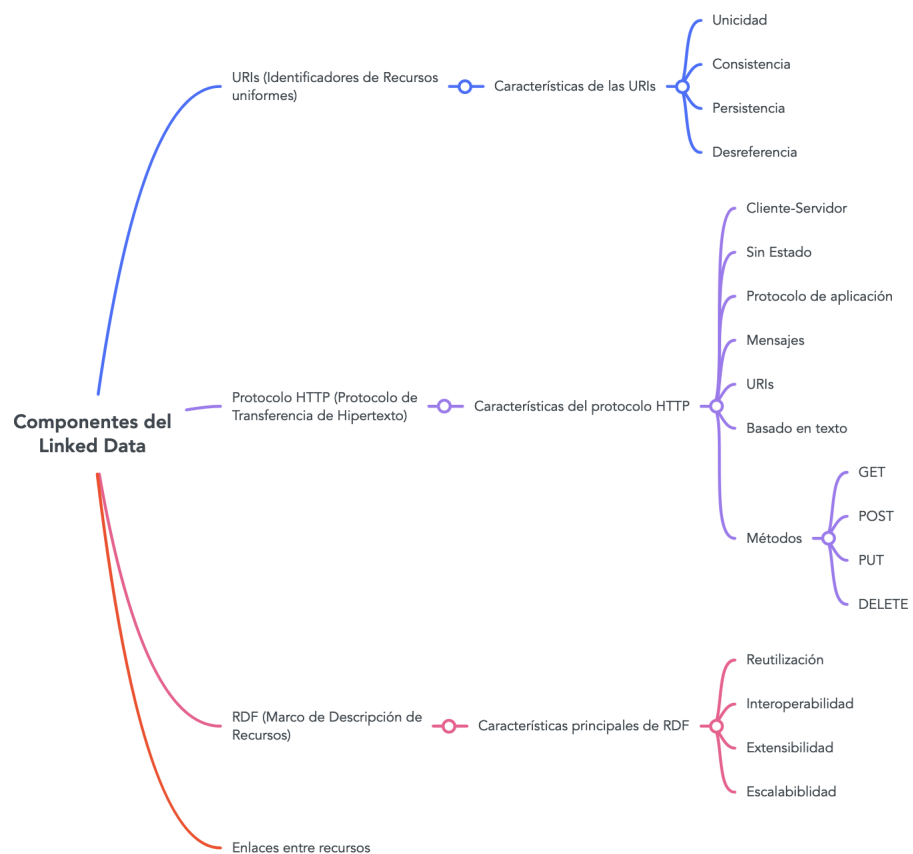 Componentes del
Linked Data
URIs (Identificadores de Recursos
uniformes)
Características de las URIs
Unicidad
Consistencia
Persistencia
Desreferencia
Protocolo HTTP (Protocolo de
Transferencia de Hipertexto)
Características del protocolo HTTP
Cliente-Servidor
Sin Estado
Protocolo de aplicación
Mensajes
URIs
Basado en texto
Métodos
GET
POST
PUT
DELETE
RDF (Marco de Descripción de
Recursos)
Características principales de RDF
Reutilización
Interoperabilidad
Extensibilidad
Escalabiblidad
Enlaces entre recursos